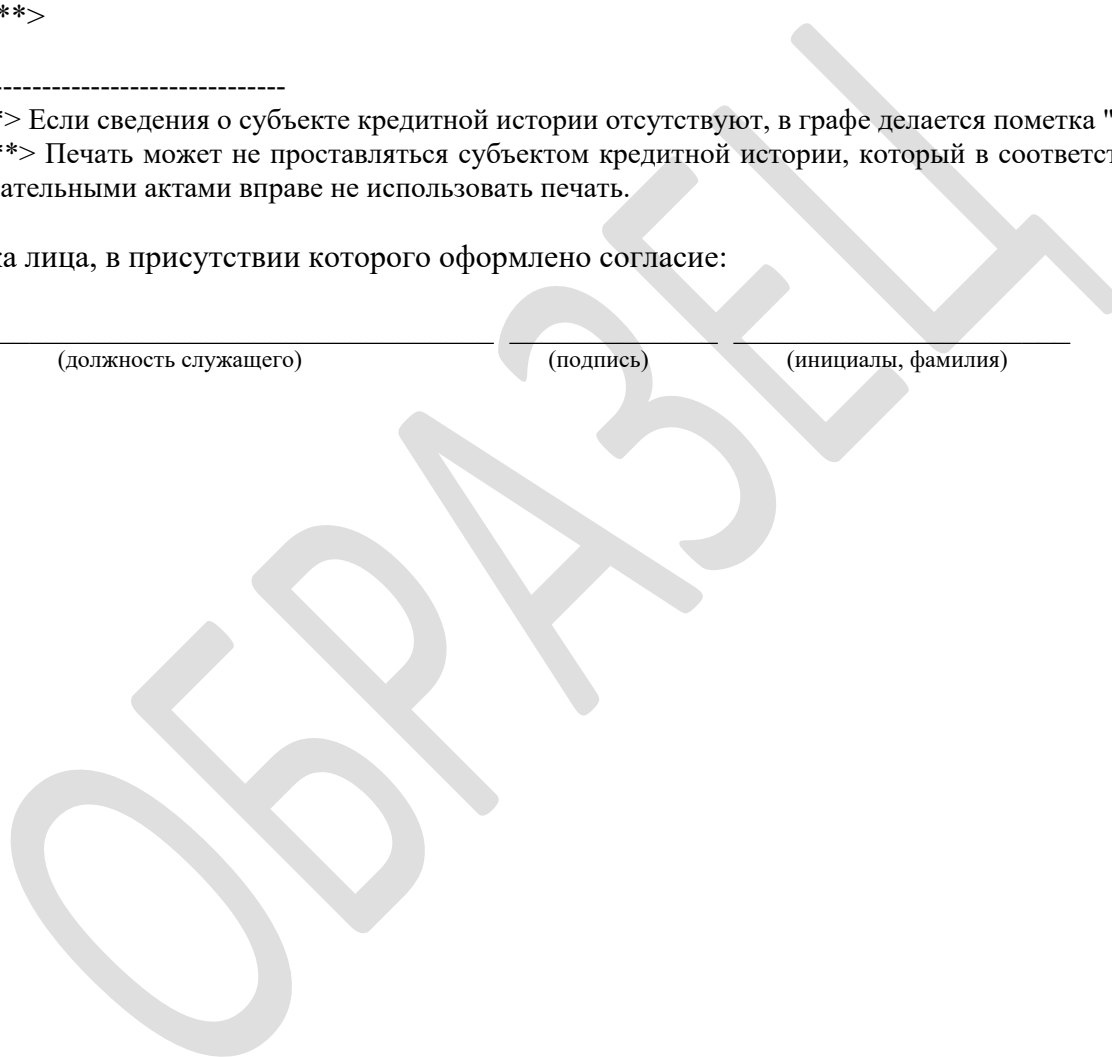 **>
------------------------------
*> Если сведения о субъекте кредитной истории отсутствуют, в графе делается пометка "
**> Печать может не проставляться субъектом кредитной истории, который в
ательными актами вправе не использовать печать.
ка лица, в присутствии которого оформлено согласие:
(должность служащего) (подпись) (инициалы, фамилия)
ОБРАЗЕЦ